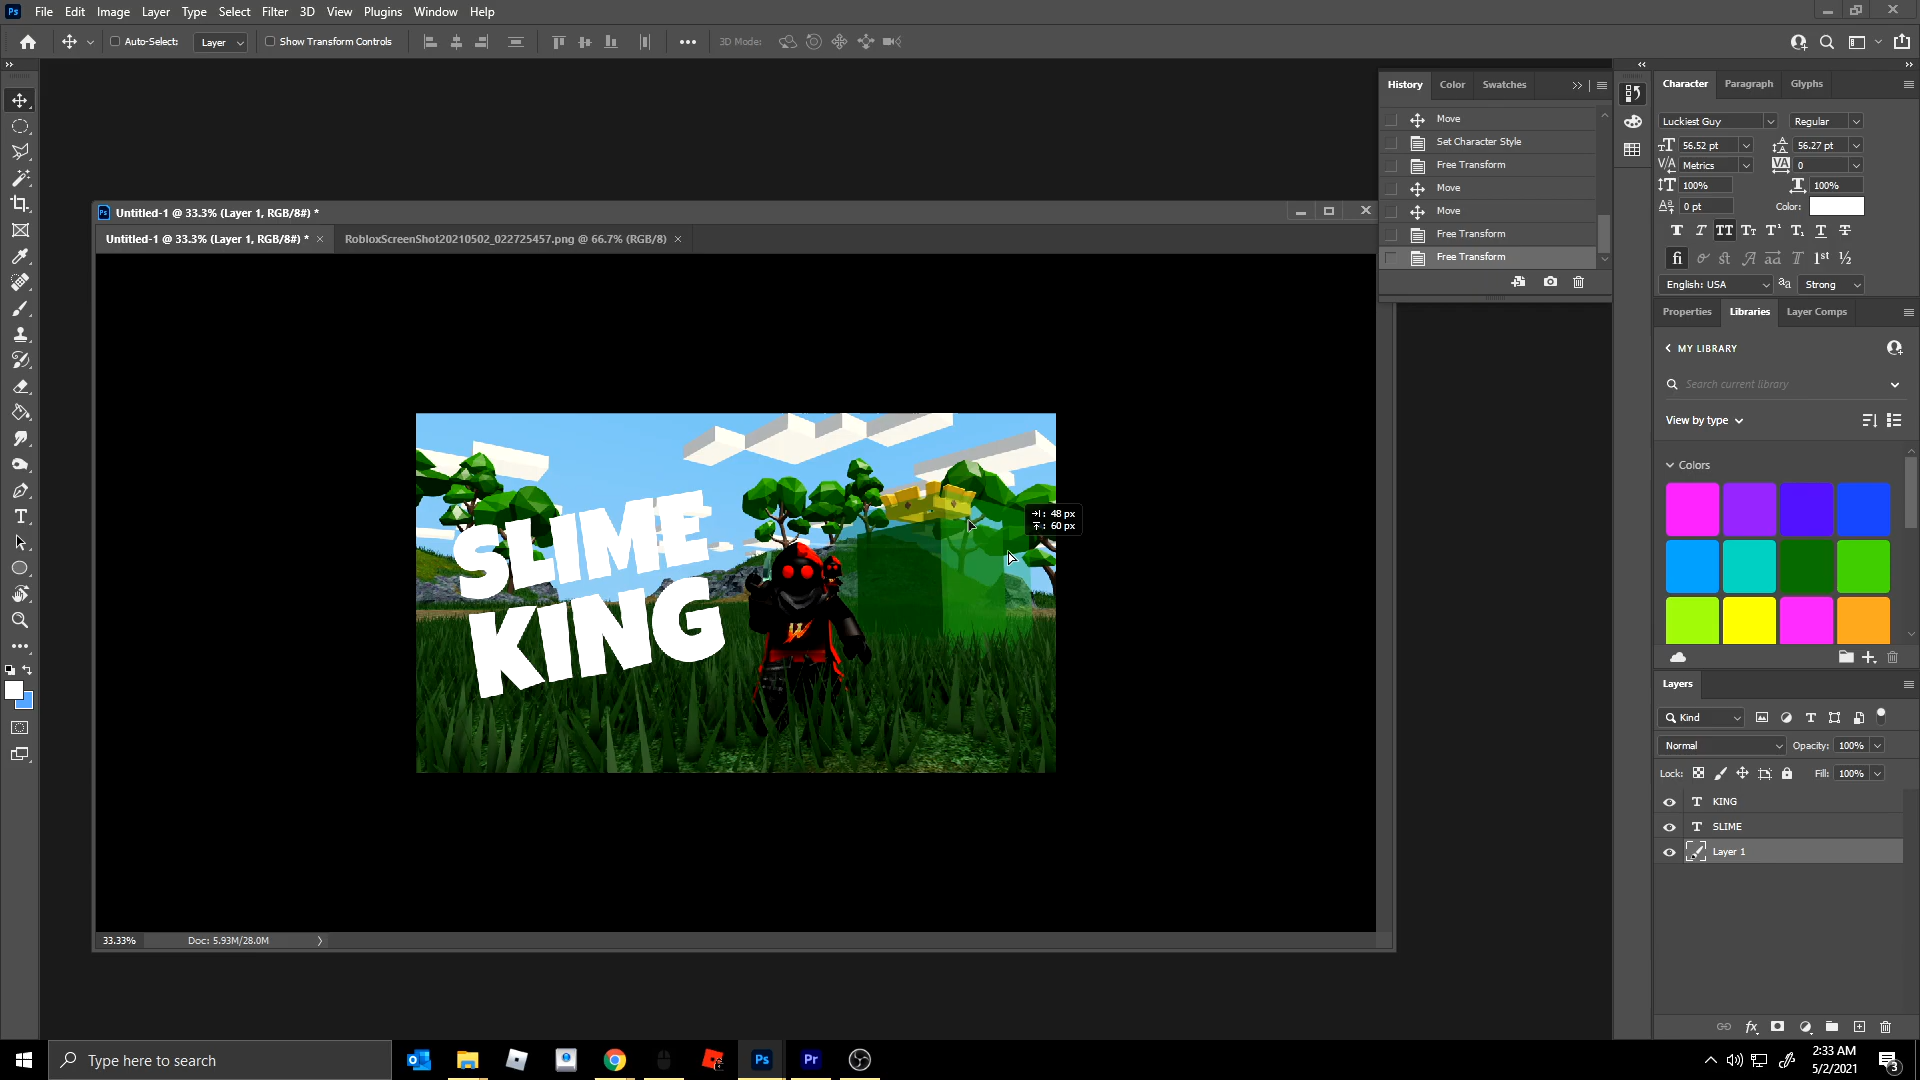 Ps File Edit Image Layer Type Select Filter 3D View Plugins Window Help
Auto-Select: Layer Show Transform Controls 3D Mode:
History Color Swatches
Move
Set Character Style
Free Transform
Move
Move
Free Transform
Free Transform
Character Paragraph Glyphs
Luckiest Guy Regular
56.52 pt 56.27 pt
Metrics 0
100% 100%
0 pt Color:
English: USA aa Strong
Properties Libraries Layer Comps
MY LIBRARY
Search current library
View by type
Colors
Untitled-1 @ 33.3% (Layer 1, RGB/8#) *
Untitled-1 @ 33.3% (Layer 1, RGB/8#) * × RobloxScreenShot20210502_022725457.png @ 66.7% (RGB/8) ×
SLIME
KING
48 px
60 px
33.33% Doc: 5.93M/28.0M
Layers
Kind
Normal Opacity: 100%
Lock: Fill: 100%
KING
SLIME
Layer 1
Type here to search
Ps Pr
2:33 AM
5/2/2021
3